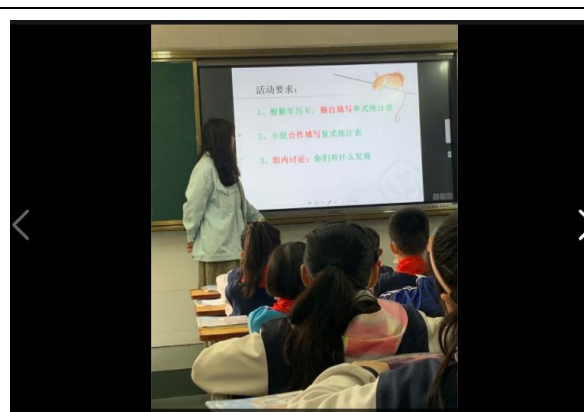 活动要求：
1、根据年历卡，独自填写单式统计表
2、小组合作填写复式统计表
3、组内讨论：你们有什么发现